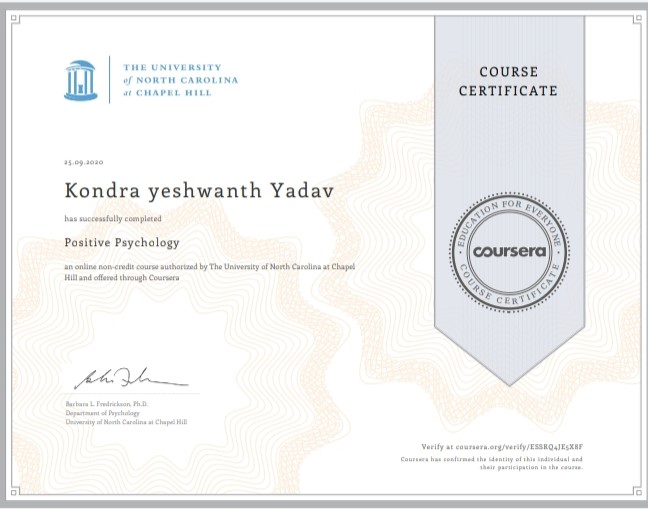 THE UNIVERSITY
of NORTH CAROLINA
at CHAPEL HILL
COURSE
CERTIFICATE
25.09.2020
Kondra yeshwanth Yadav
has successfully completed
Positive Psychology
an online non-credit course authorized by The University of North Carolina at Chapel
Hill and offered through Coursera
EDUCATION FOR EVERYONE
coursera
COURSE CERTIFICATE
Barbara L. Fredrickson, Ph.D.
Department of Psychology
University of North Carolina at Chapel Hill
Verify at coursera.org/verify/ESSRQ4JE5X8F
Coursera has confirmed the identity of this individual and
their participation in the course.